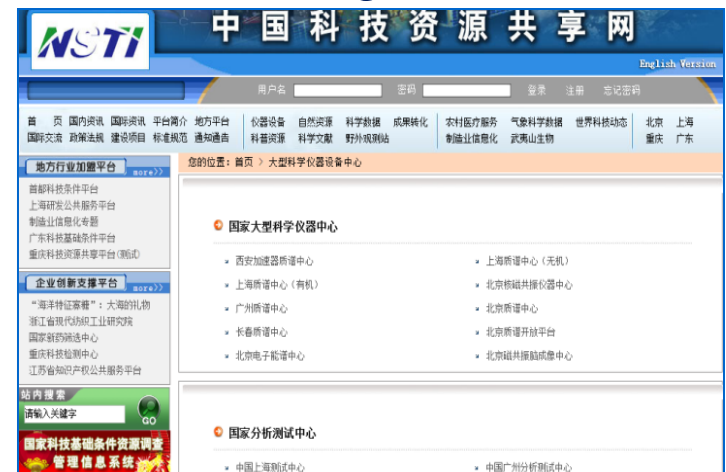 NSTI
中国科技资源共享网
English Version
用户名 密码 登录 注册 忘记密码
首 页 国内资讯 国际资讯 平台简介 地方平台 仪器设备 自然资源 科学数据 成果转化 农村医疗服务 气象科学数据 世界科技动态 北京 上海
国际交流 政策法规 建设项目 标准规范 通知通告 科普资源 科学文献 野外观测站 制造业信息化 武夷山生物 重庆 广东
地方行业加盟平台 more>>
首都科技条件平台
上海研发公共服务平台
制造业信息化专题
广东科技基础条件平台
重庆科技资源共享平台(测试)
企业创新支撑平台 more>>
“海洋特征寡糖”：大海的礼物
浙江省现代纺织工业研究院
国家新药筛选中心
重庆科技检测中心
江苏省知识产权公共服务平台
站内搜索
请输入关键字 GO
国家科技基础条件资源调查
管理信息系统
您的位置：首页 > 大型科学仪器设备中心
国家大型科学仪器中心
西安加速器质谱中心 上海质谱中心（无机）
上海质谱中心（有机） 北京核磁共振仪器中心
广州质谱中心 北京质谱中心
长春质谱中心 北京质谱开放平台
北京电子能谱中心 北京磁共振脑成像中心
国家分析测试中心
中国上海测试中心 中国广州分析测试中心